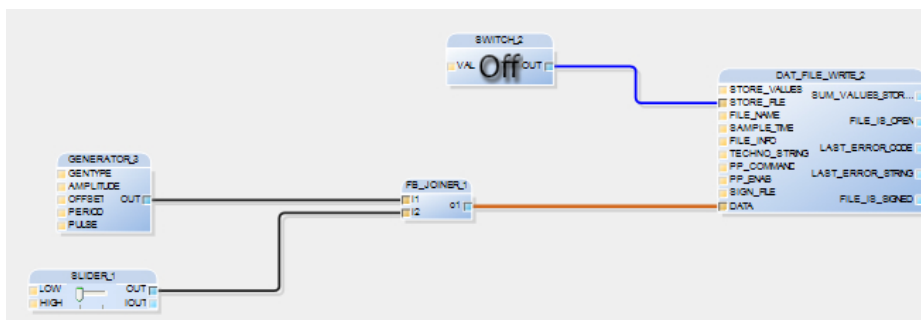 SWITCH_2
VAL Off OUT
DAT_FILE_WRITE_2
STORE_VALUES SUM_VALUES_STOR...
STORE_FILE
FILE_NAME FILE_IS_OPEN
SAMPLE_TIME
FILE_INFO LAST_ERROR_CODE
TECHNO_STRING
PP_COMMAND LAST_ERROR_STRING
PP_ENAB
SIGN_FILE FILE_IS_SIGNED
DATA
GENERATOR_3
GENTYPE
AMPLITUDE
OFFSET OUT
PERIOD
PULSE
FB_JOINER_1
I1 o1
I2
SLIDER_1
LOW OUT
HIGH IOUT